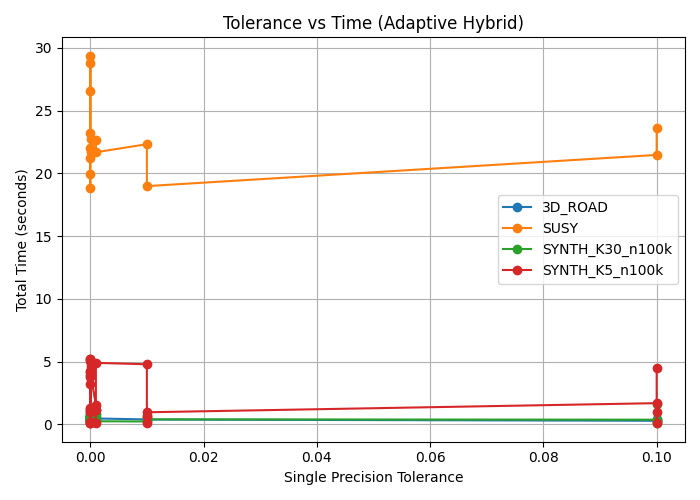 Tolerance vs Time (Adaptive Hybrid)
Total Time (seconds)
30
25
20
15
10
5
0
3D_ROAD
SUSY
SYNTH_K30_n100k
SYNTH_K5_n100k
0.00
0.02
0.04
0.06
0.08
0.10
Single Precision Tolerance